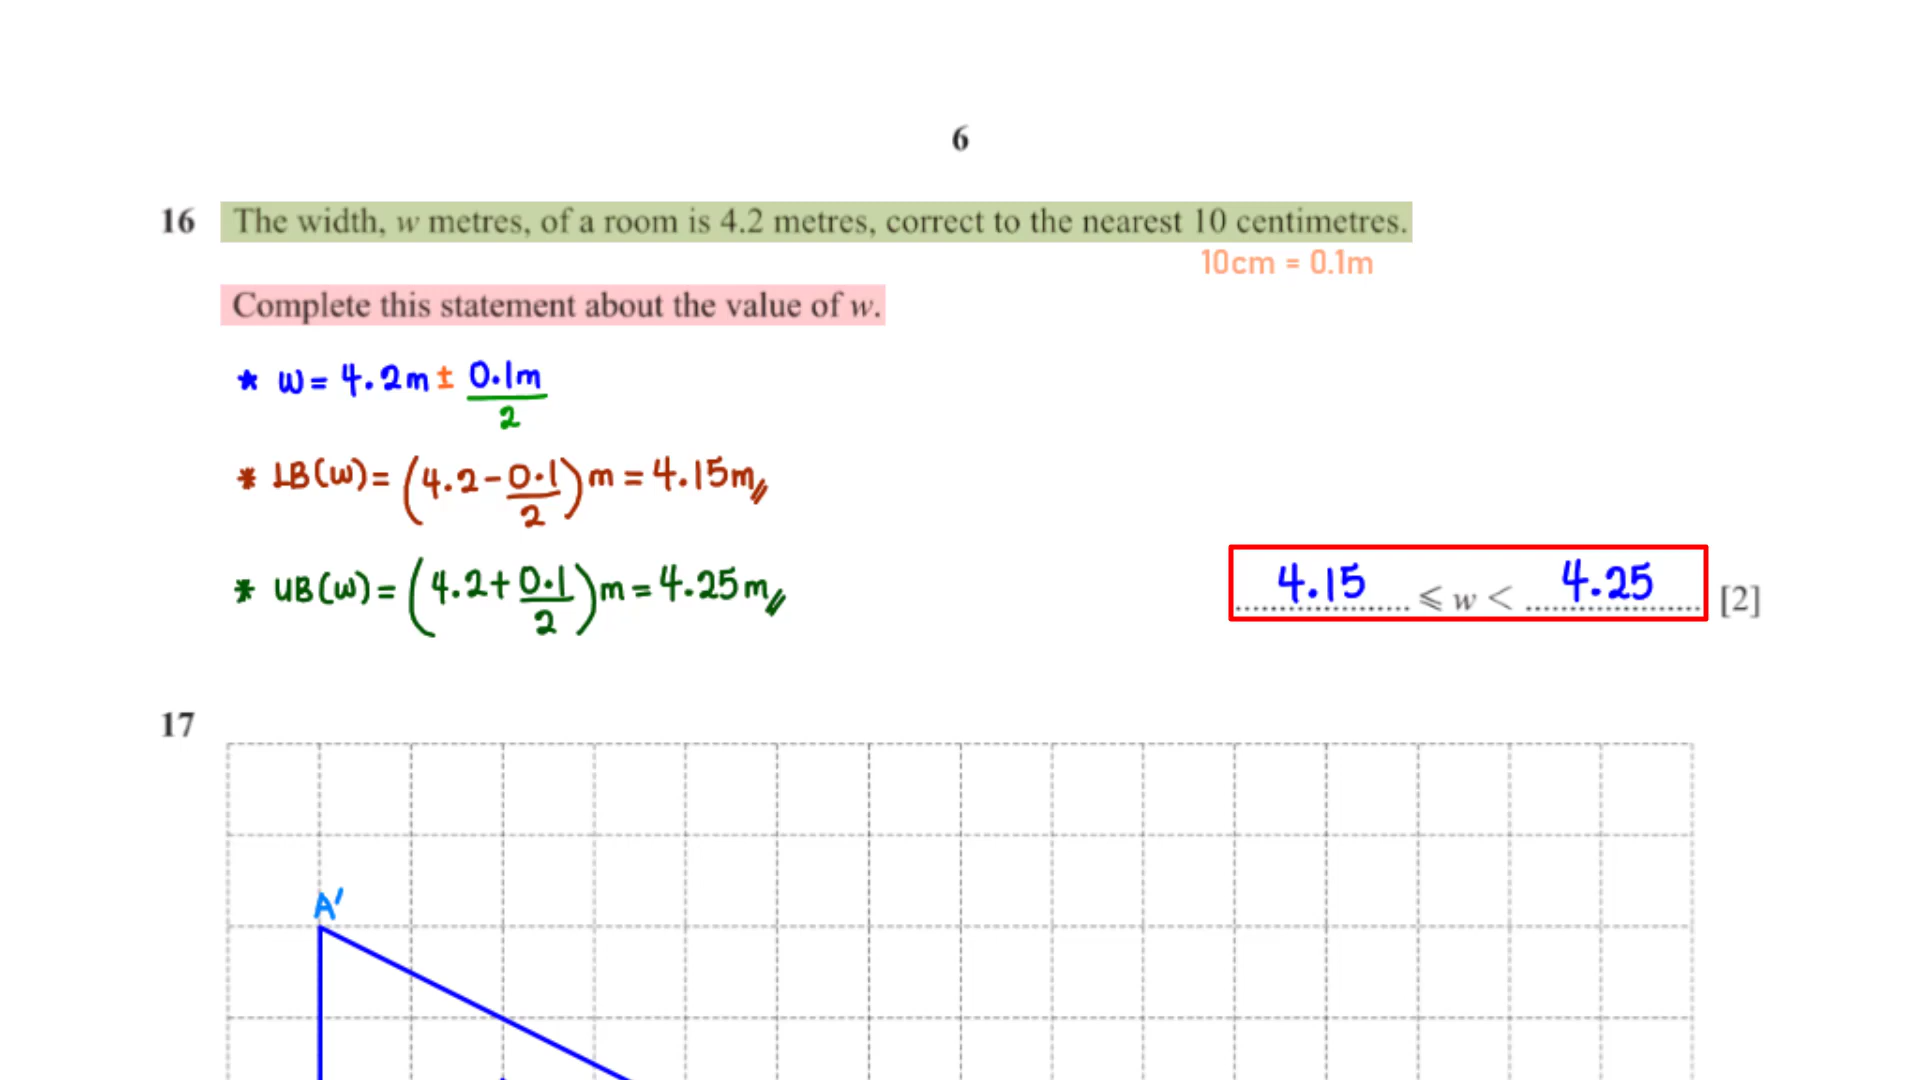 6
16 The width, w metres, of a room is 4.2 metres, correct to the nearest 10 centimetres.
10cm = 0.1m
Complete this statement about the value of w.
* w = 4.2m ± 0.1m/2
* LB(w) = (4.2 - 0.1/2)m = 4.15m//
* UB(w) = (4.2 + 0.1/2)m = 4.25m//
4.15 ⩽ w < 4.25 [2]
17
A'